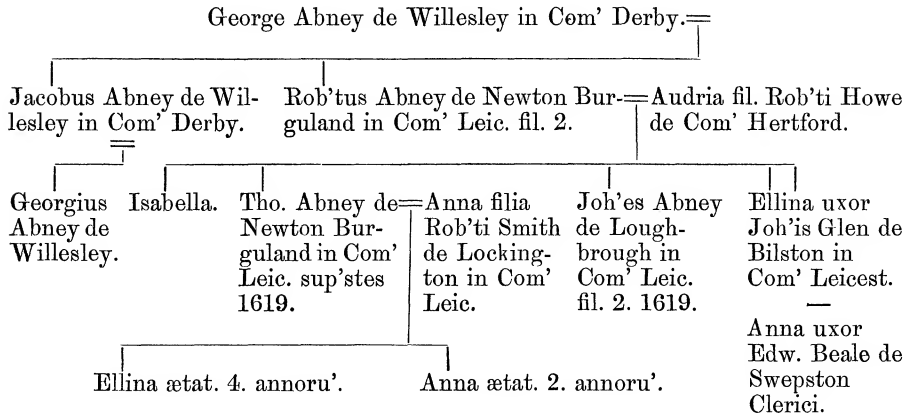 George Abney de Willesley in Com' Derby.
Jacobus Abney de Wil-
lesley in Com' Derby.
Rob'tus Abney de Newton Bur-
guland in Com' Leic. fil. 2.
Audria fil. Rob'ti Howe
de Com' Hertford.
Georgius
Abney de
Willesley.
Isabella.
Tho. Abney de
Newton Bur-
guland in Com'
Leic. sup'stes
1619.
Anna filia
Rob'ti Smith
de Locking-
ton in Com'
Leic.
Joh'es Abney
de Lough-
brough in
Com' Leic.
fil. 2. 1619.
Ellina uxor
Joh'is Glen de
Bilston in
Com' Leicest.
—
Anna uxor
Edw. Beale de
Swepston
Clerici.
Ellina ætat. 4. annoru'.
Anna ætat. 2. annoru'.